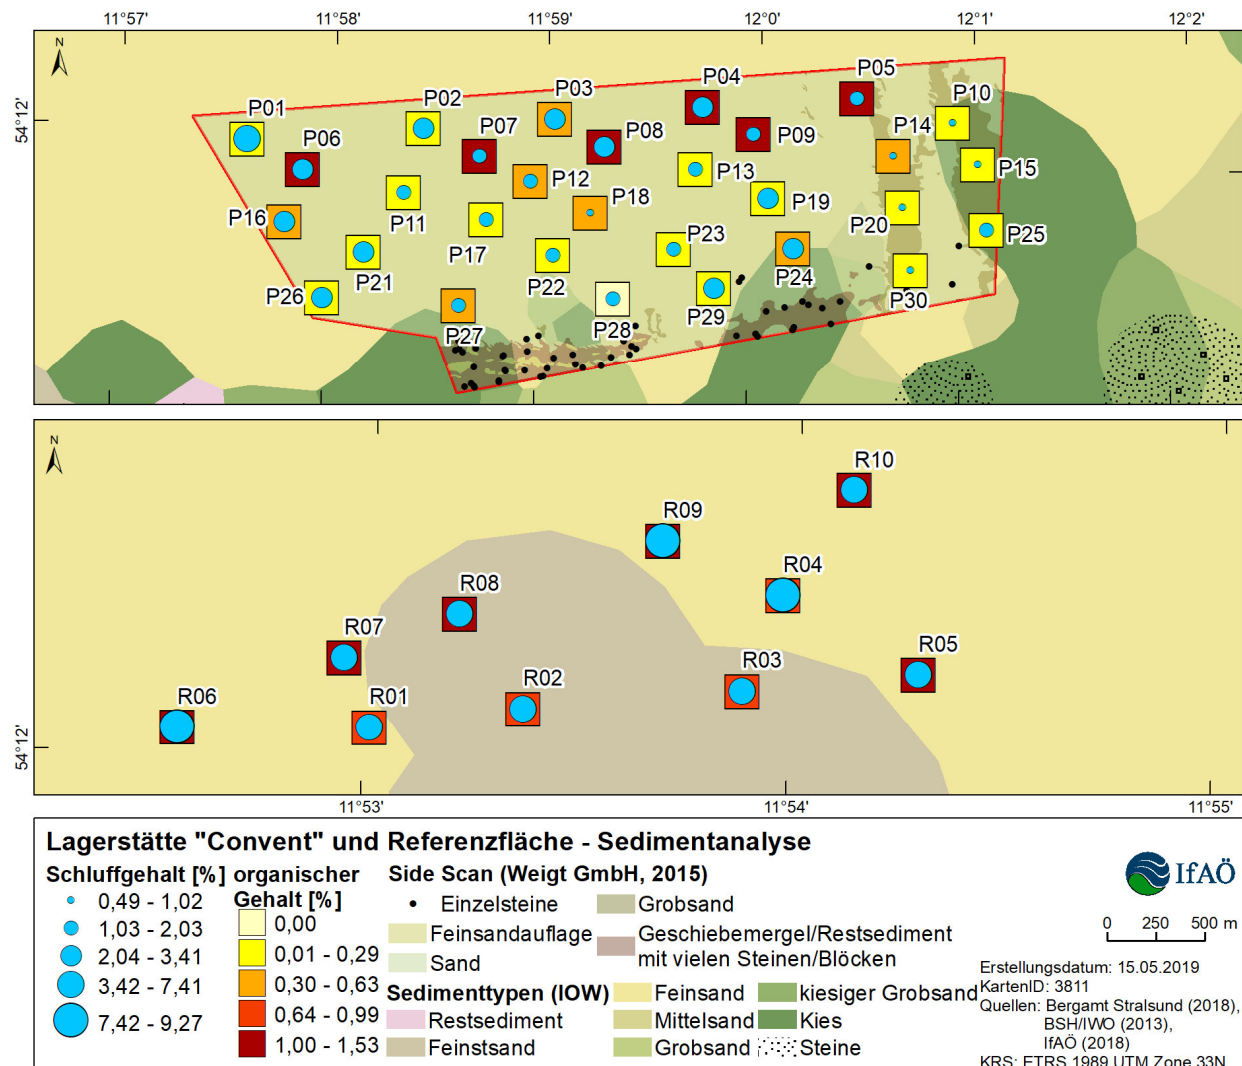 11°57' 11°58' 11°59' 12°0' 12°1' 12°2'
N
54°12'
P01 P02 P03 P04 P05 P10
P06 P07 P08 P09 P14
P12 P13 P15
P16 P11 P18 P19
P17 P20 P25
P21 P22 P23 P24
P26 P27 P28 P29 P30
N
R10
R09
R08 R04
R07 R03 R05
R06 R01 R02
54°12'
11°53' 11°54' 11°55'
Lagerstätte "Convent" und Referenzfläche - Sedimentanalyse
Schluffgehalt [%]
0,49 - 1,02
1,03 - 2,03
2,04 - 3,41
3,42 - 7,41
7,42 - 9,27
organischer
Gehalt [%]
0,00
0,01 - 0,29
0,30 - 0,63
0,64 - 0,99
1,00 - 1,53
Side Scan (Weigt GmbH, 2015)
Einzelsteine
Feinsandauflage
Sand
Grobsand
Geschiebemergel/Restsediment
mit vielen Steinen/Blöcken
Sedimenttypen (IOW)
Restsediment
Feinstsand
Feinsand
Mittelsand
Grobsand
kiesiger Grobsand
Kies
Steine
IfAÖ
0 250 500 m
Erstellungsdatum: 15.05.2019
KartenID: 3811
Quellen: Bergamt Stralsund (2018),
BSH/IWO (2013),
IfAÖ (2018)
KRS: ETRS 1989 UTM Zone 33N